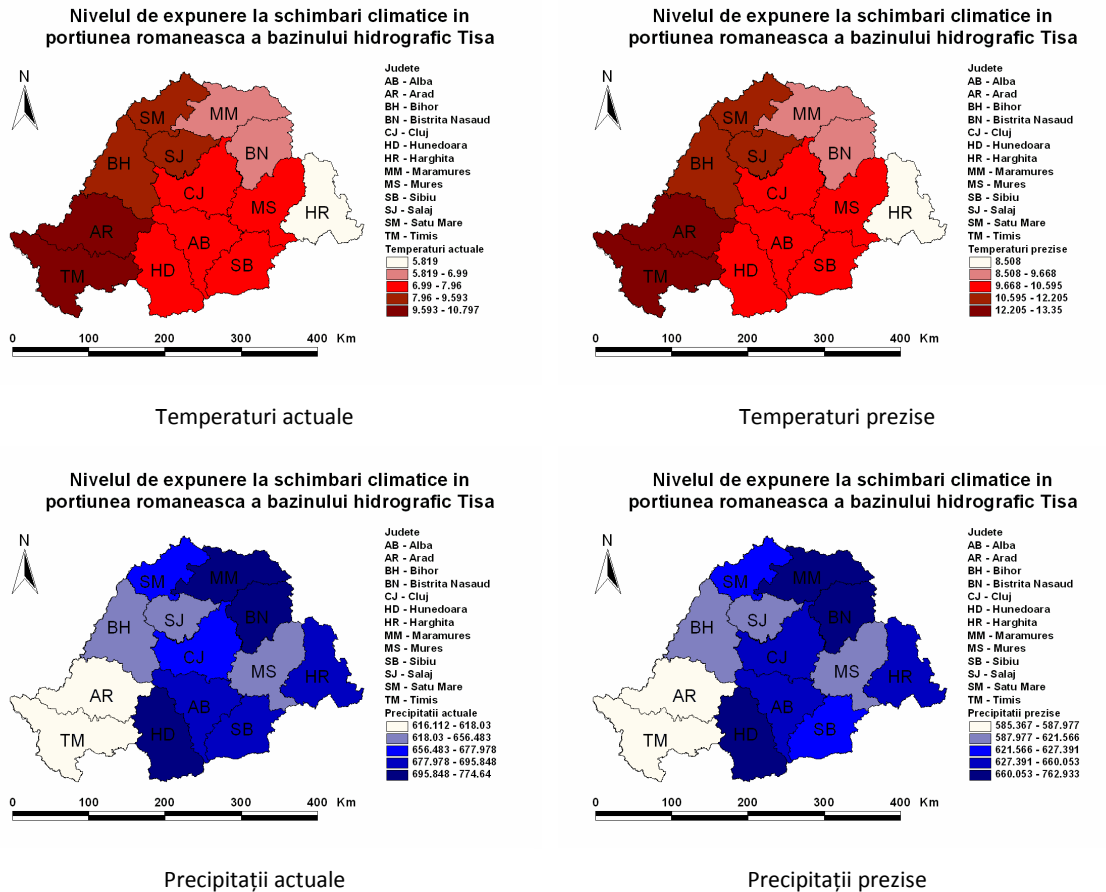 Nivelul de expunere la schimbari climatice in
portiunea romaneasca a bazinului hidrografic Tisa
N
Judete
AB - Alba
AR - Arad
BH - Bihor
BN - Bistrita Nasaud
CJ - Cluj
HD - Hunedoara
HR - Harghita
MM - Maramures
MS - Mures
SB - Sibiu
SJ - Salaj
SM - Satu Mare
TM - Timis
Temperaturi actuale
5.819
5.819 - 6.99
6.99 - 7.96
7.96 - 9.593
9.593 - 10.797
SM
MM
BH
SJ
BN
CJ
MS
HR
AR
AB
TM
HD
SB
0 100 200 300 400 Km
Temperaturi actuale
Nivelul de expunere la schimbari climatice in
portiunea romaneasca a bazinului hidrografic Tisa
N
Judete
AB - Alba
AR - Arad
BH - Bihor
BN - Bistrita Nasaud
CJ - Cluj
HD - Hunedoara
HR - Harghita
MM - Maramures
MS - Mures
SB - Sibiu
SJ - Salaj
SM - Satu Mare
TM - Timis
Temperaturi prezise
8.508
8.508 - 9.668
9.668 - 10.595
10.595 - 12.205
12.205 - 13.35
SM
MM
BH
SJ
BN
CJ
MS
HR
AR
AB
TM
HD
SB
0 100 200 300 400 Km
Temperaturi prezise
Nivelul de expunere la schimbari climatice in
portiunea romaneasca a bazinului hidrografic Tisa
N
Judete
AB - Alba
AR - Arad
BH - Bihor
BN - Bistrita Nasaud
CJ - Cluj
HD - Hunedoara
HR - Harghita
MM - Maramures
MS - Mures
SB - Sibiu
SJ - Salaj
SM - Satu Mare
TM - Timis
Precipitatii actuale
616.112 - 618.03
618.03 - 656.483
656.483 - 677.978
677.978 - 695.848
695.848 - 774.64
SM
MM
BH
SJ
BN
CJ
MS
HR
AR
AB
TM
HD
SB
0 100 200 300 400 Km
Precipitații actuale
Nivelul de expunere la schimbari climatice in
portiunea romaneasca a bazinului hidrografic Tisa
N
Judete
AB - Alba
AR - Arad
BH - Bihor
BN - Bistrita Nasaud
CJ - Cluj
HD - Hunedoara
HR - Harghita
MM - Maramures
MS - Mures
SB - Sibiu
SJ - Salaj
SM - Satu Mare
TM - Timis
Precipitatii prezise
585.367 - 587.977
587.977 - 621.566
621.566 - 627.391
627.391 - 660.053
660.053 - 762.933
SM
MM
BH
SJ
BN
CJ
MS
HR
AR
AB
TM
HD
SB
0 100 200 300 400 Km
Precipitații prezise